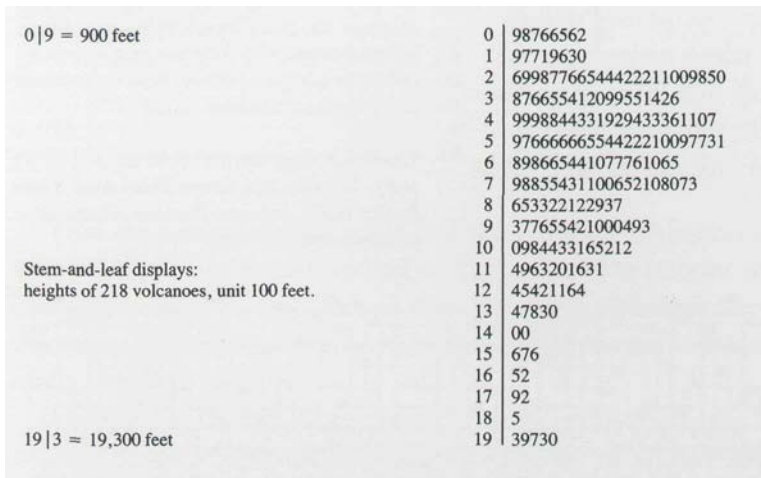 0|9 = 900 feet
0 | 98766562
1 | 97719630
2 | 69987766544422211009850
3 | 876655412099551426
4 | 9998844331929433361107
5 | 97666666554422210097731
6 | 898665441077761065
7 | 98855431100652108073
8 | 653322122937
9 | 377655421000493
10 | 0984433165212
11 | 4963201631
12 | 45421164
13 | 47830
14 | 00
15 | 676
16 | 52
17 | 92
18 | 5
19 | 39730
Stem-and-leaf displays:
heights of 218 volcanoes, unit 100 feet.
19|3 = 19,300 feet